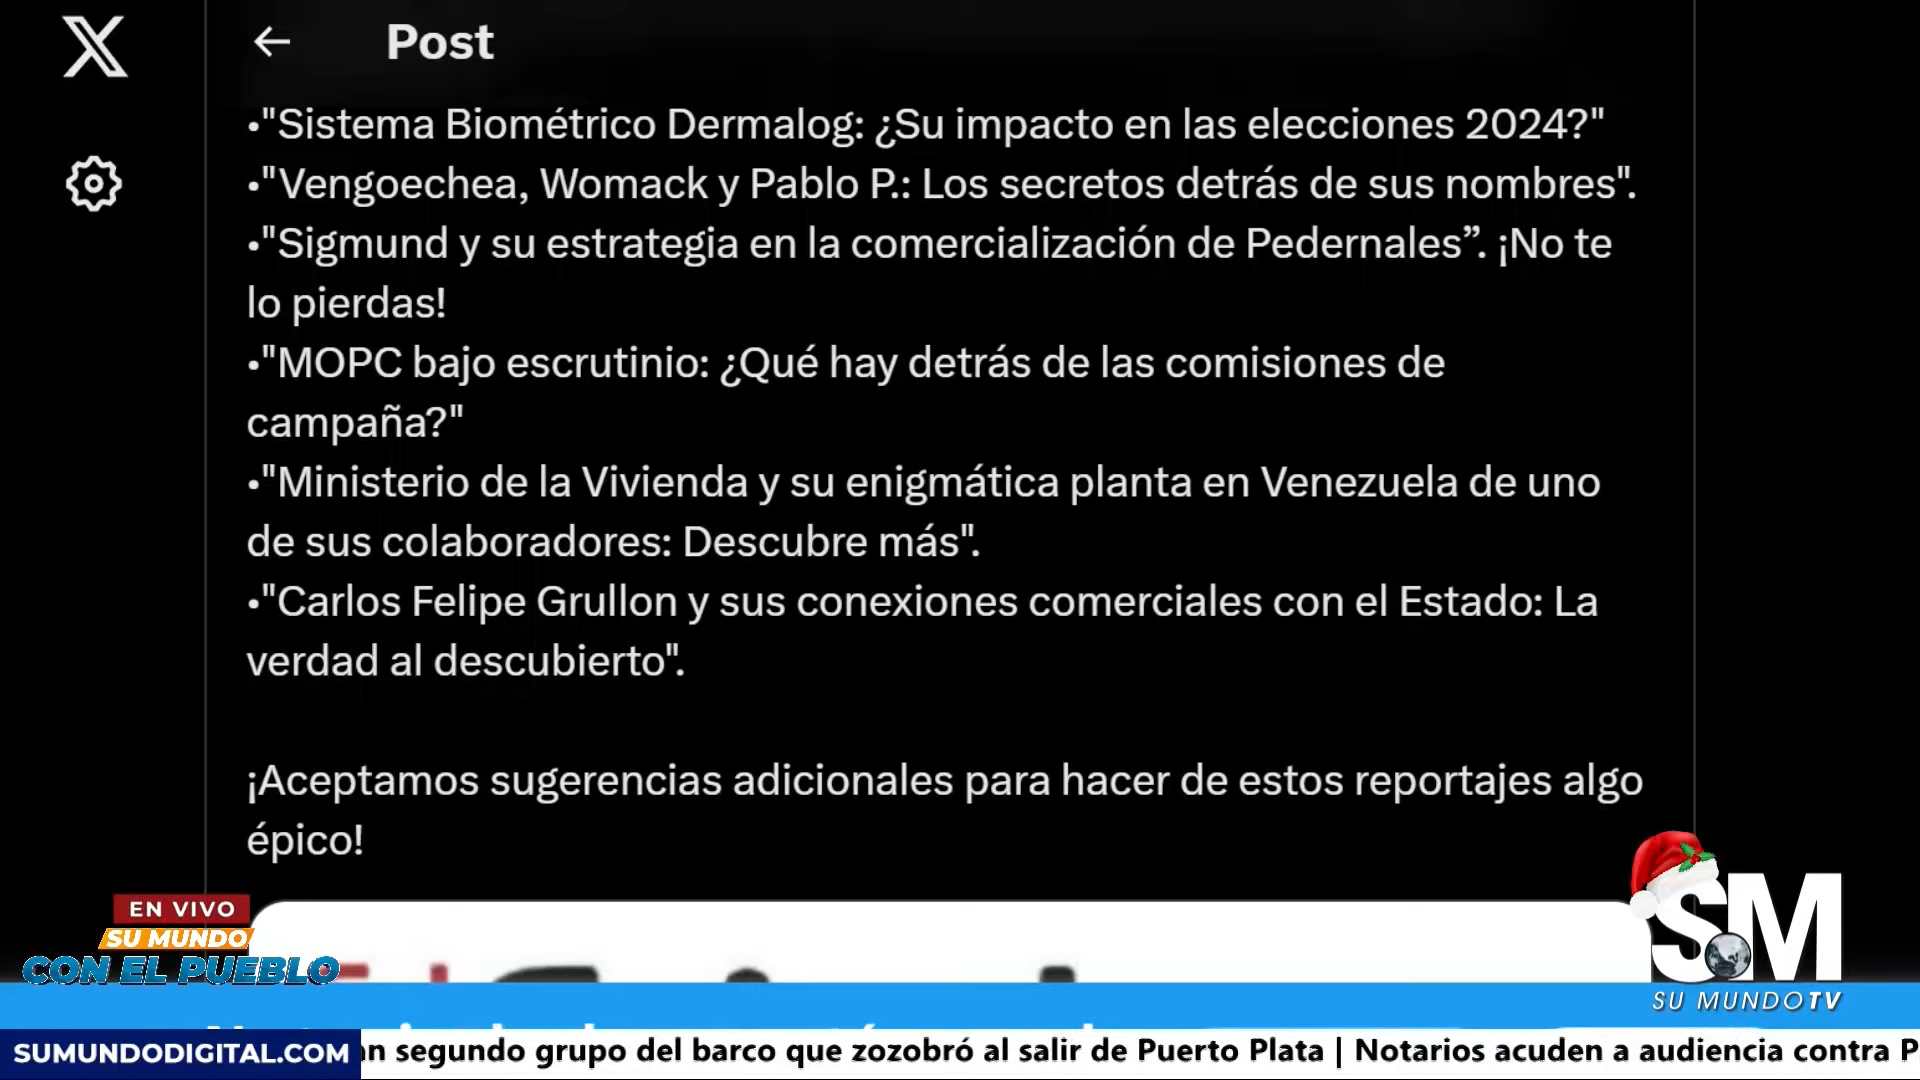 Post
•"Sistema Biométrico Dermalog: ¿Su impacto en las elecciones 2024?"
•"Vengoechea, Womack y Pablo P.: Los secretos detrás de sus nombres".
•"Sigmund y su estrategia en la comercialización de Pedernales”. ¡No te
lo pierdas!
•"MOPC bajo escrutinio: ¿Qué hay detrás de las comisiones de
campaña?"
•"Ministerio de la Vivienda y su enigmática planta en Venezuela de uno
de sus colaboradores: Descubre más".
•"Carlos Felipe Grullon y sus conexiones comerciales con el Estado: La
verdad al descubierto".
¡Aceptamos sugerencias adicionales para hacer de estos reportajes algo
épico!
EN VIVO
SU MUNDO
CON EL PUEBLO
SM
SU MUNDO TV
SUMUNDODIGITAL.COM
segundo grupo del barco que zozobró al salir de Puerto Plata | Notarios acuden a audiencia contra